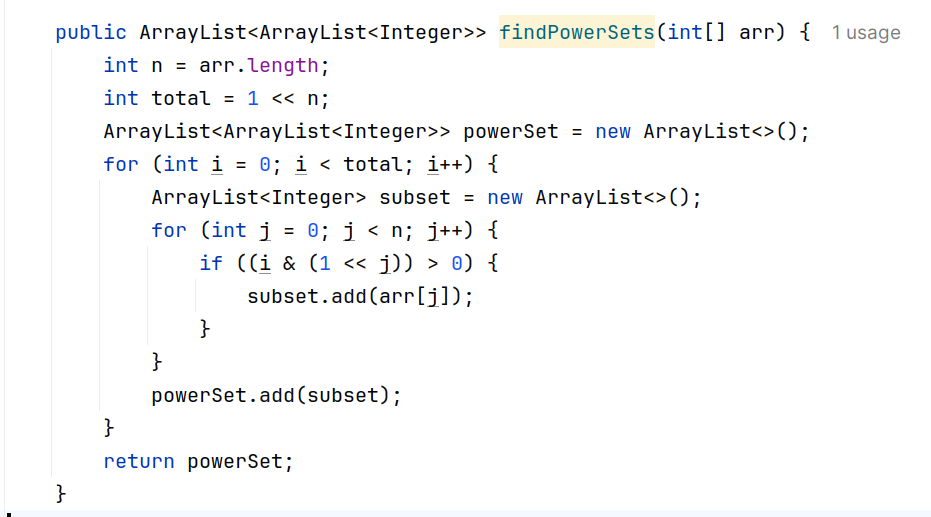 public ArrayList<ArrayList<Integer>> findPowerSets(int[] arr) { 1 usage
int n = arr.length;
int total = 1 << n;
ArrayList<ArrayList<Integer>> powerSet = new ArrayList<>();
for (int i = 0; i < total; i++) {
ArrayList<Integer> subset = new ArrayList<>();
for (int j = 0; j < n; j++) {
if ((i & (1 << j)) > 0) {
subset.add(arr[j]);
}
}
powerSet.add(subset);
}
return powerSet;
}